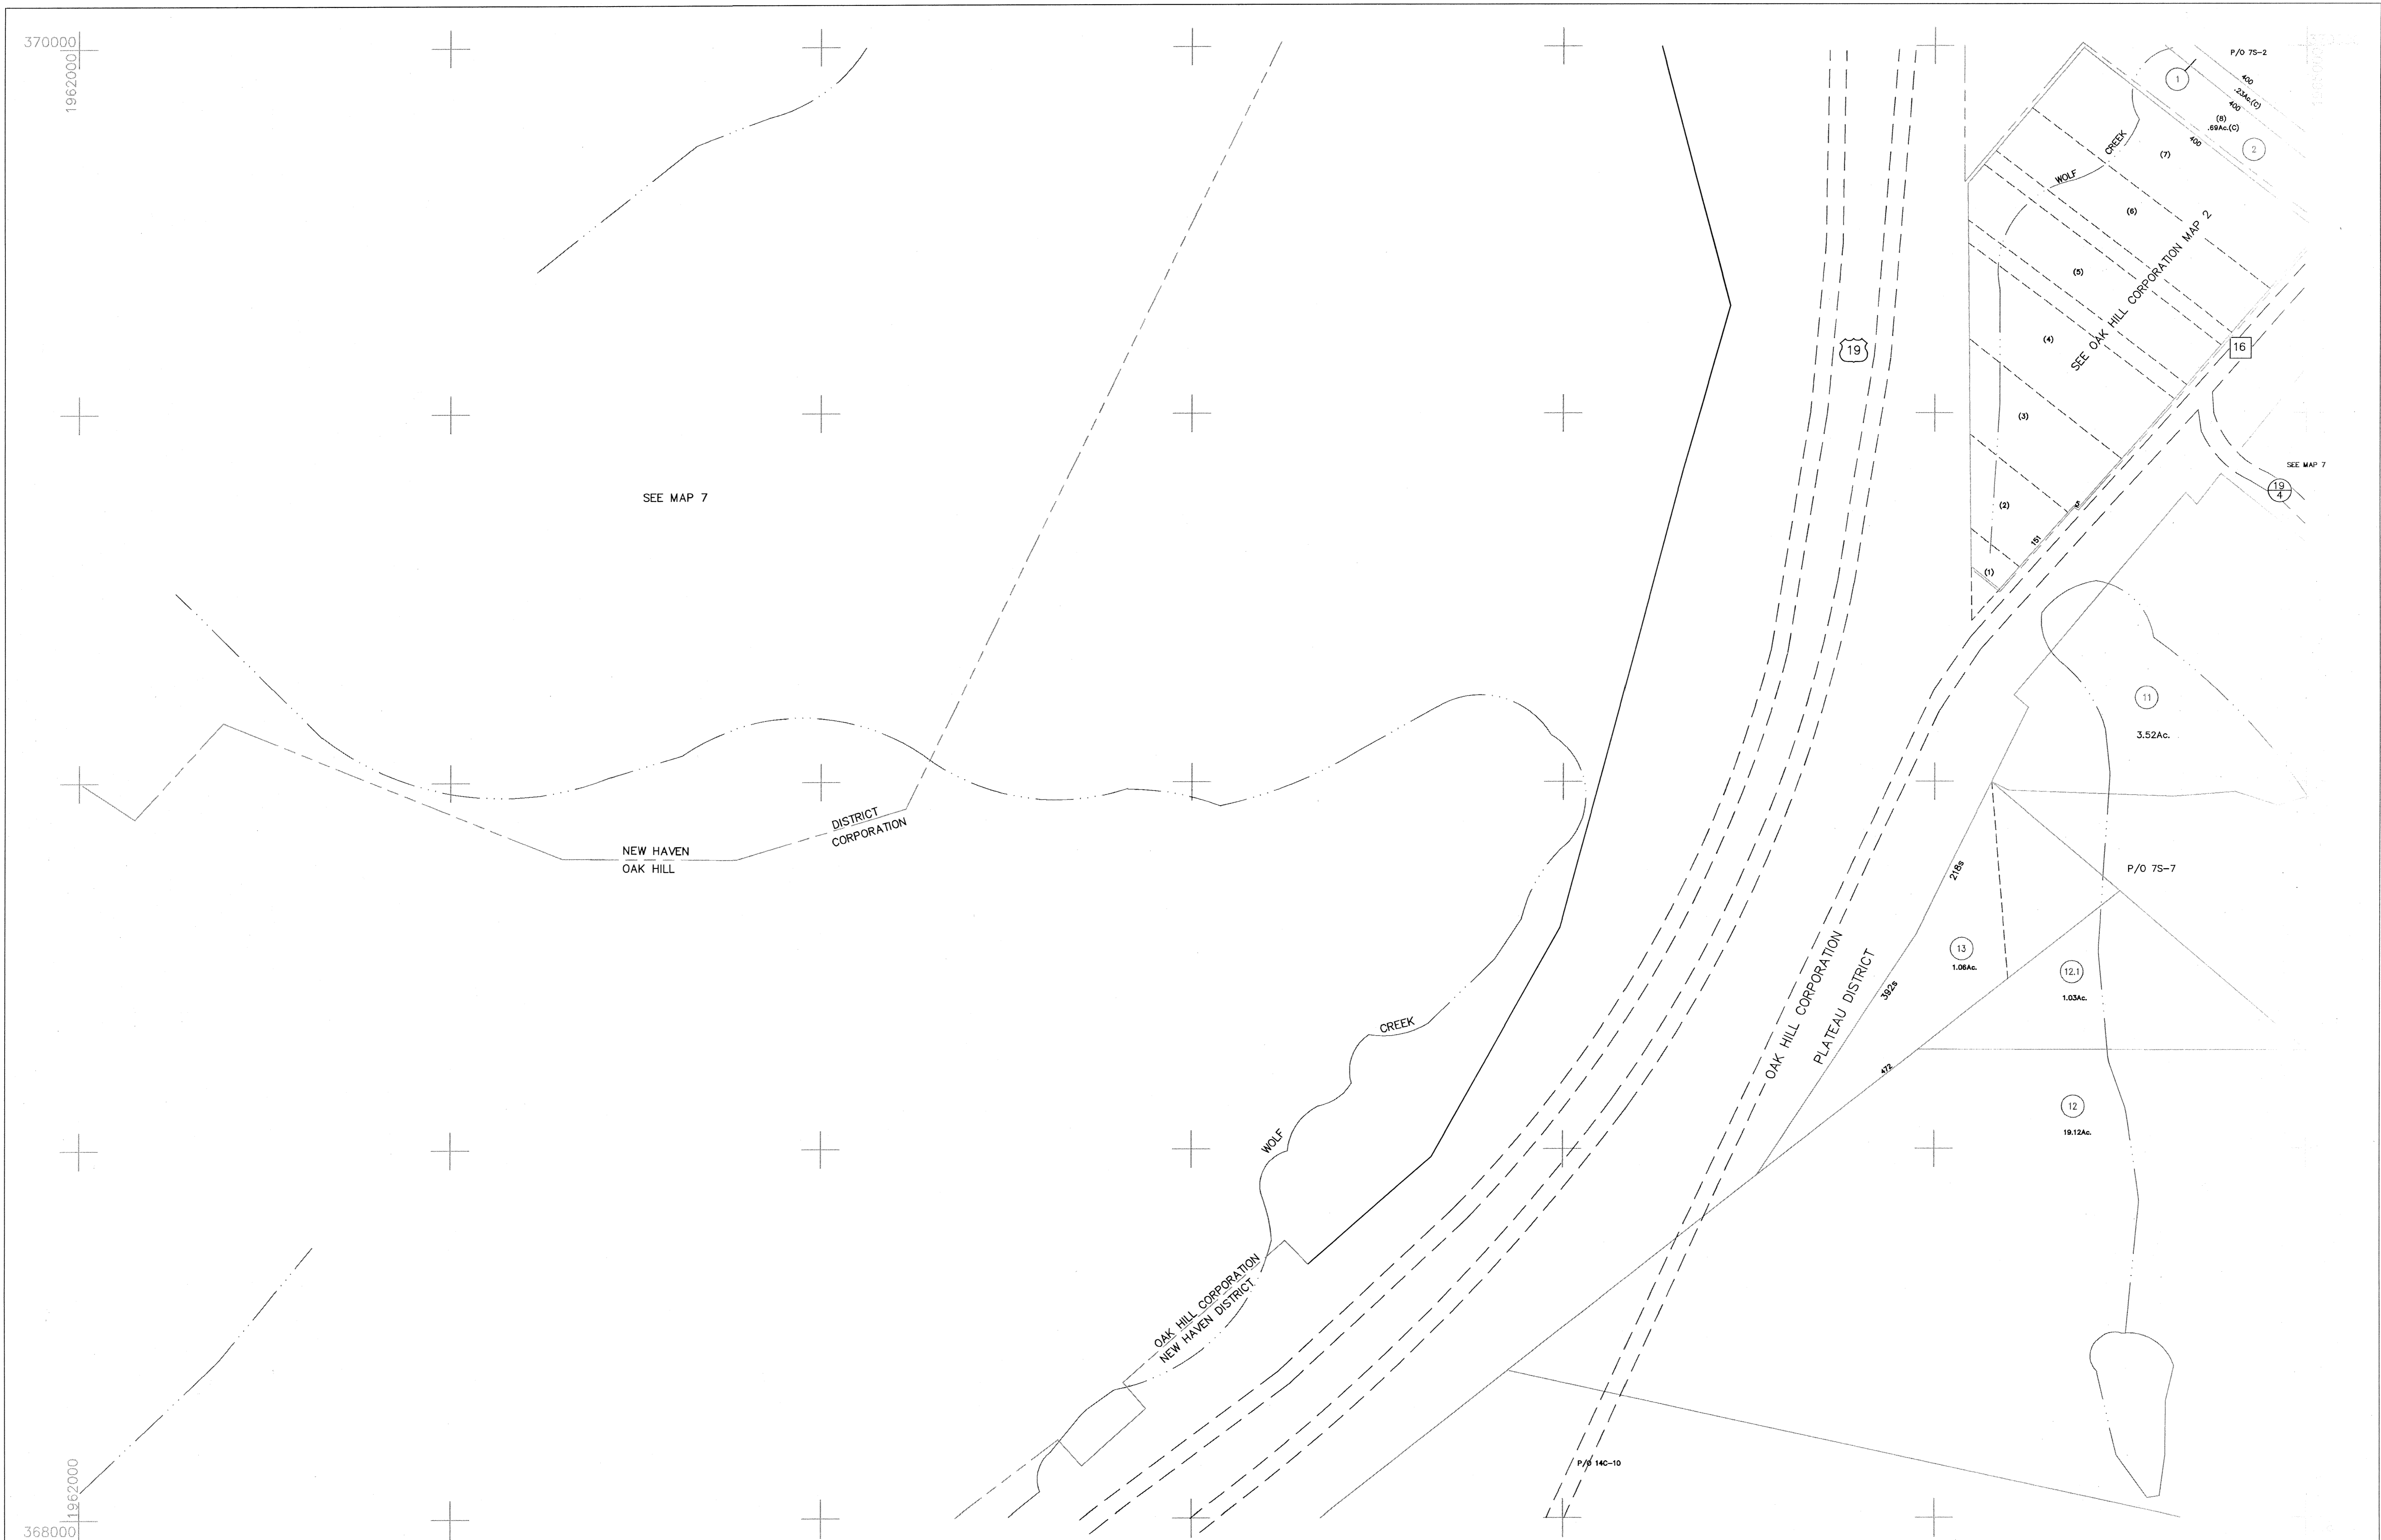 370000
1962000
P/O 7S-2
1
400
.23Ac.(C)
400
(8)
.69Ac.(C)
400
2
(7)
CREEK
WOLF
(6)
SEE OAK HILL CORPORATION MAP 2
(5)
(4)
19
16
(3)
SEE MAP 7
SEE MAP 7
19
4
(2)
151
(1)
11
3.52Ac.
DISTRICT
CORPORATION
NEW HAVEN
OAK HILL
P/O 7S-7
218s
13
1.06Ac.
12.1
1.03Ac.
392s
OAK HILL CORPORATION
PLATEAU DISTRICT
CREEK
472
12
19.12Ac.
WOLF
OAK HILL CORPORATION
NEW HAVEN DISTRICT
P/O 14C-10
1962000
368000